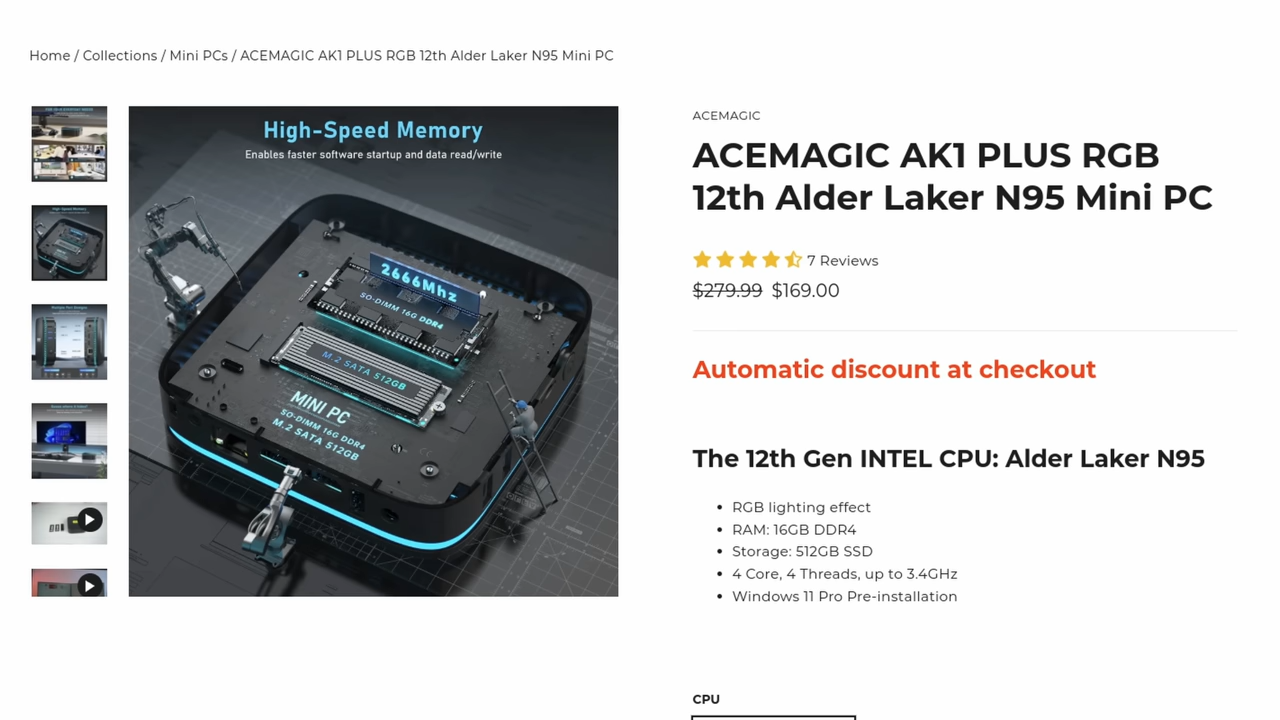 Home / Collections / Mini PCs / ACEMAGIC AK1 PLUS RGB 12th Alder Laker N95 Mini PC
High-Speed Memory
Enables faster software startup and data read/write
2666Mhz
SO-DIMM 16G DDR4
M.2 SATA 512GB
MINI PC
SO-DIMM 16G DDR4
M.2 SATA 512GB
ACEMAGIC
ACEMAGIC AK1 PLUS RGB
12th Alder Laker N95 Mini PC
7 Reviews
$279.99 $169.00
Automatic discount at checkout
The 12th Gen INTEL CPU: Alder Laker N95
• RGB lighting effect
• RAM: 16GB DDR4
• Storage: 512GB SSD
• 4 Core, 4 Threads, up to 3.4GHz
• Windows 11 Pro Pre-installation
CPU